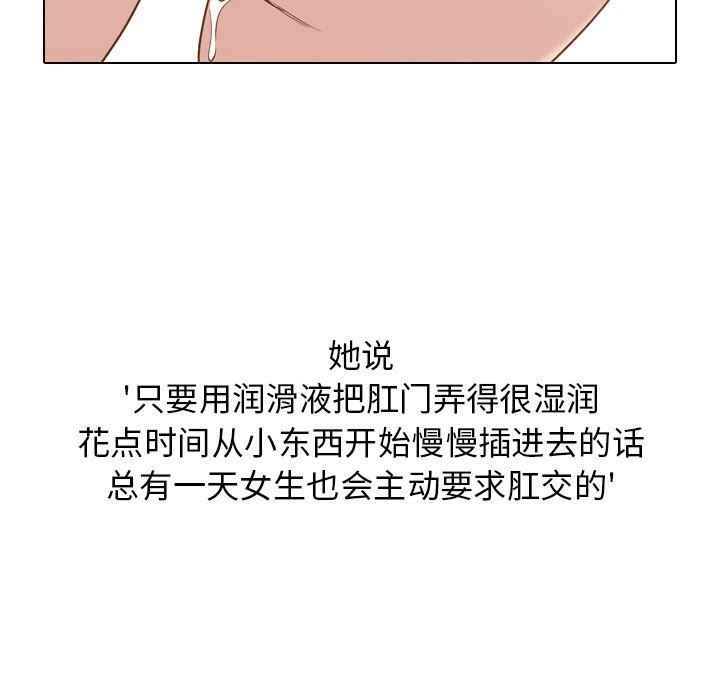 她说
'只要用润滑液把肛门弄得很湿润
花点时间从小东西开始慢慢插进去的话
总有一天女生也会主动要求肛交的'